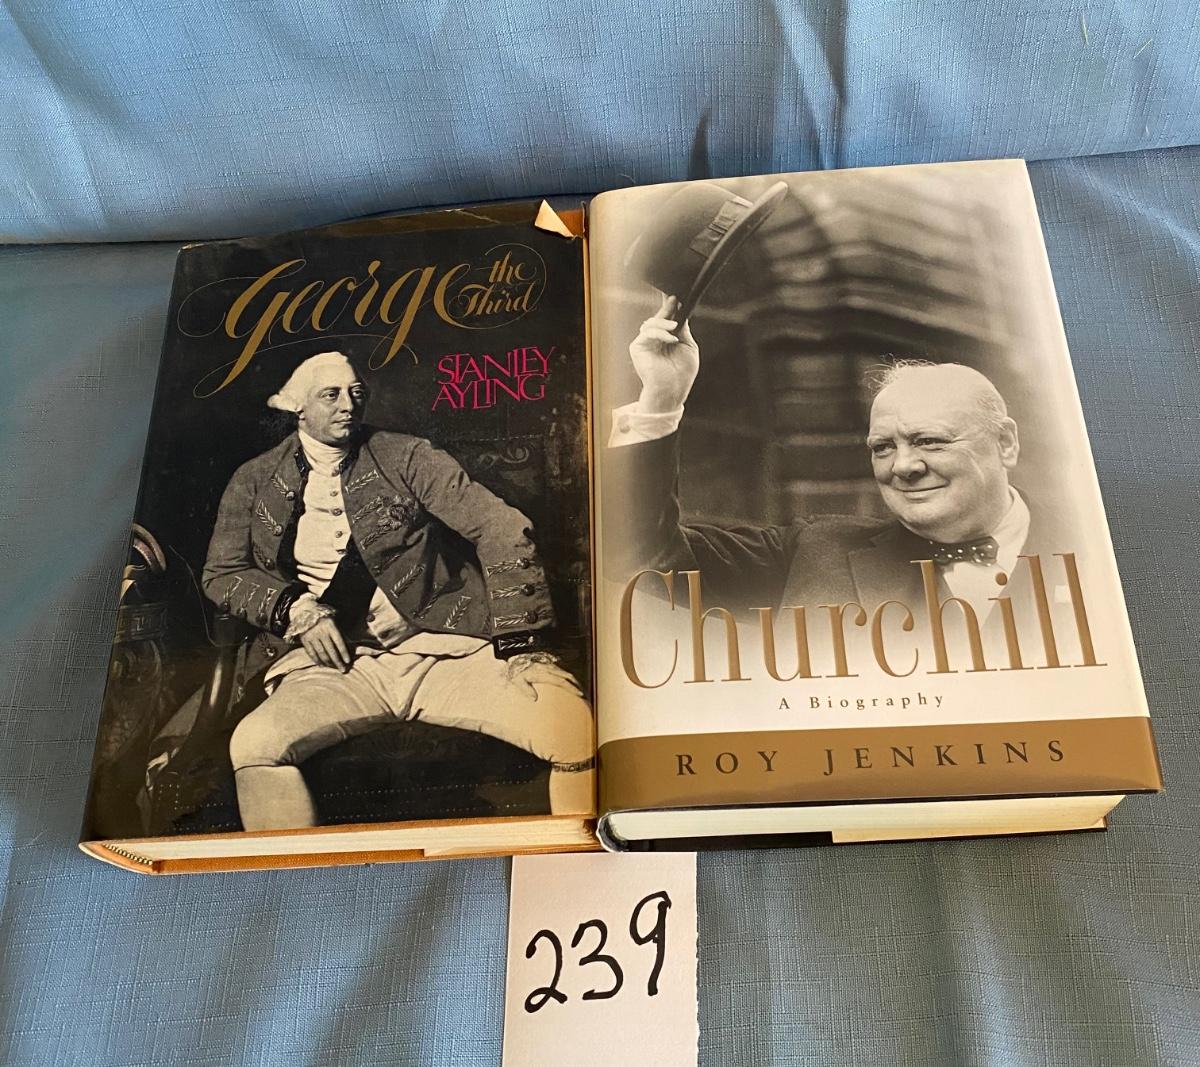 George
the
Third
STANLEY
AYLING
Churchill
A Biography
ROY JENKINS
239